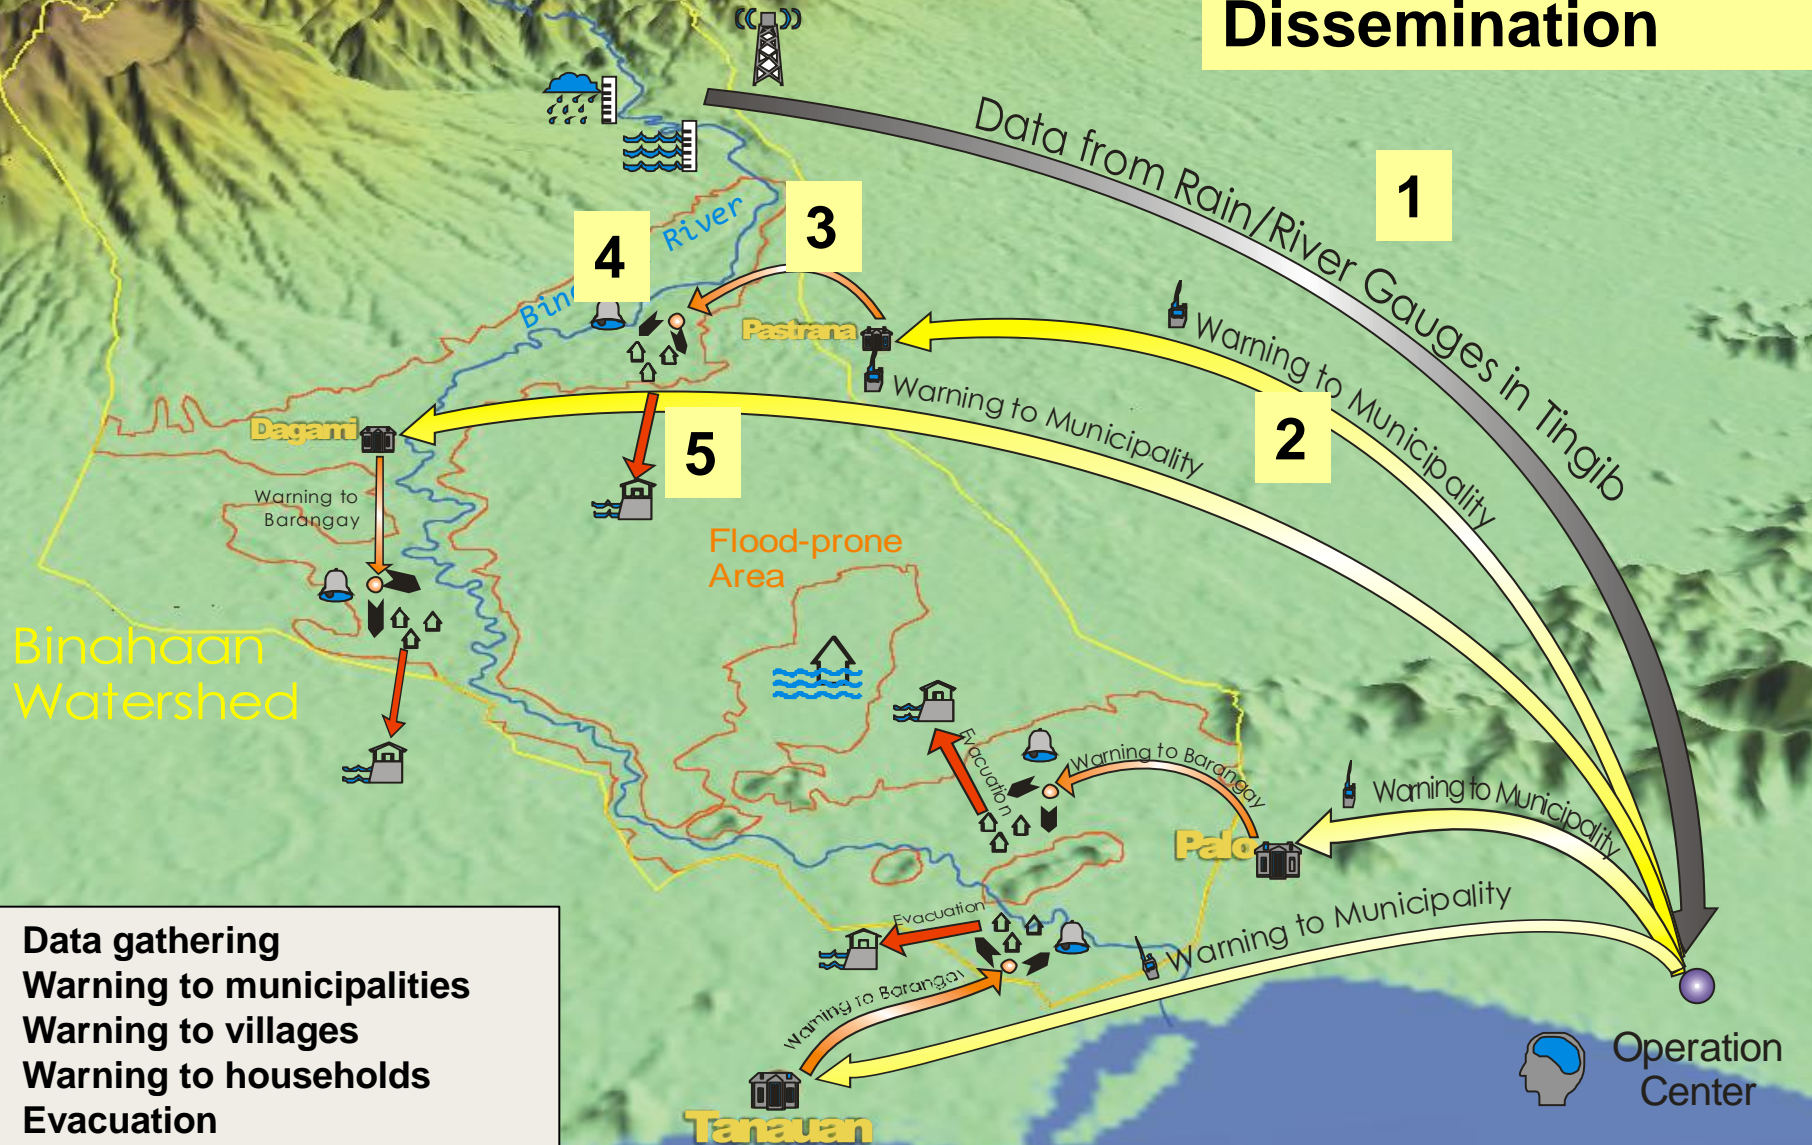 Dissemination
Data from Rain/River Gauges in Tingib
1
3
River
4
Bin
Pastrana
Warning to Municipality
Warning to Municipality
2
Dagami
5
Warning to
Barangay
Flood-prone
Area
Binahaan
Watershed
Evacuation
Warning to Barangay
Warning to Municipality
Palo
Evacuation
Warning to Municipality
Warning to Barangay
Operation
Center
Tanauan
Data gathering
Warning to municipalities
Warning to villages
Warning to households
Evacuation